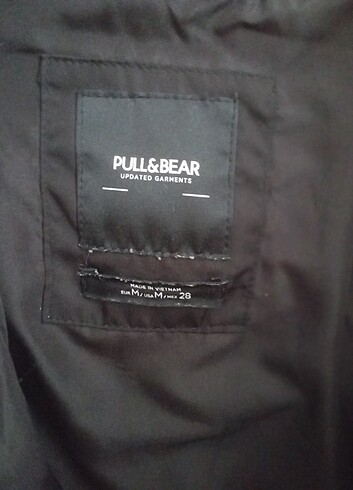 PULL&BEAR
UPDATED GARMENTS
MADE IN VIETNAM
EUR M / USA M / MEX 28